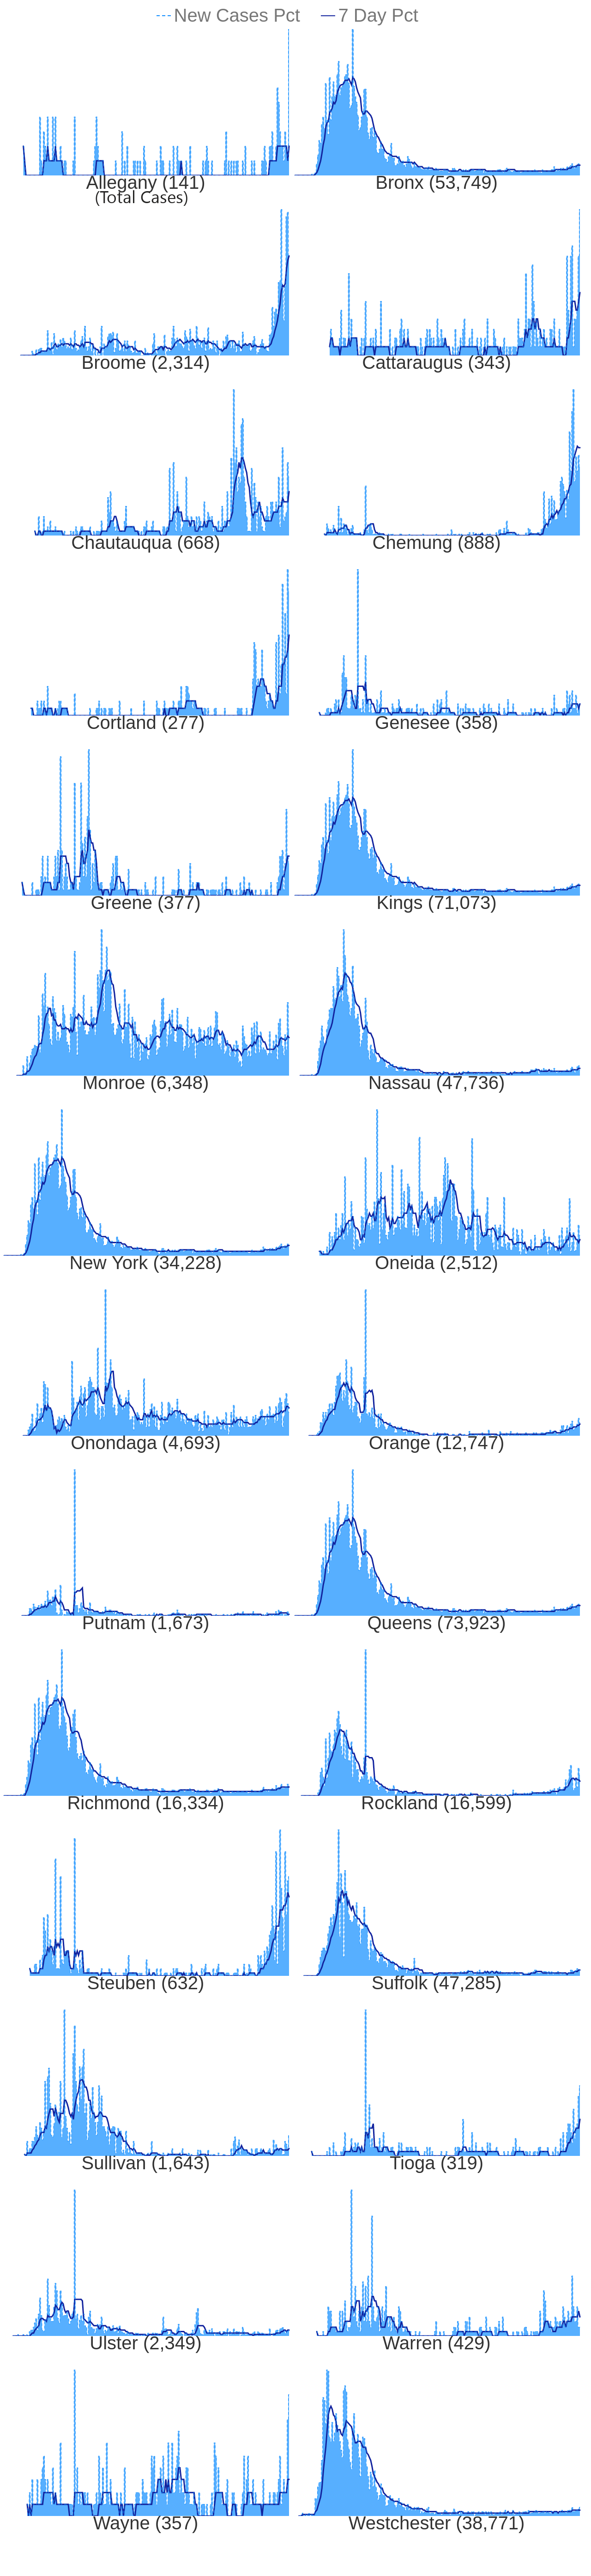 New Cases Pct 7 Day Pct
Allegany (141) Bronx (53,749)
(Total Cases)
Broome (2,314) Cattaraugus (343)
Chautauqua (668) Chemung (888)
Cortland (277) Genesee (358)
Greene (377) Kings (71,073)
Monroe (6,348) Nassau (47,736)
New York (34,228) Oneida (2,512)
Onondaga (4,693) Orange (12,747)
Putnam (1,673) Queens (73,923)
Richmond (16,334) Rockland (16,599)
Steuben (632) Suffolk (47,285)
Sullivan (1,643) Tioga (319)
Ulster (2,349) Warren (429)
Wayne (357) Westchester (38,771)